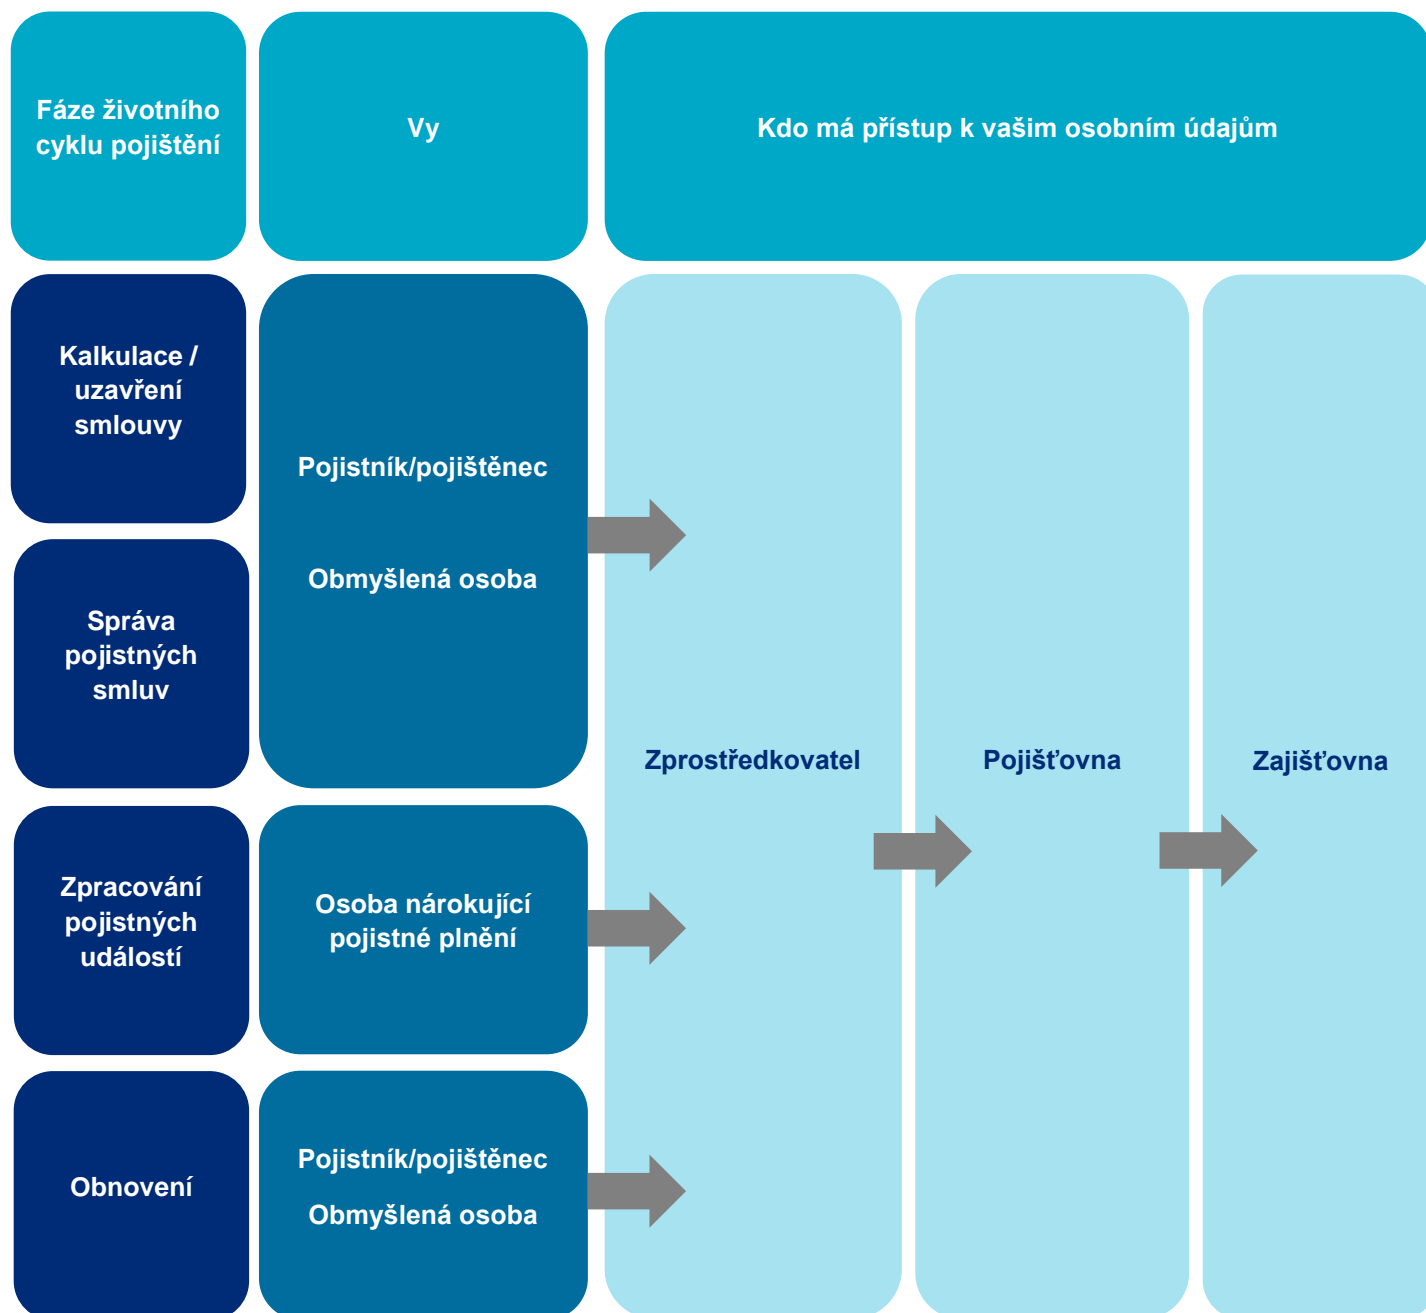 Fáze životního
cyklu pojištění
Vy
Kdo má přístup k vašim osobním údajům
Kalkulace /
uzavření
smlouvy
Pojistník/pojištěnec
Obmyšlená osoba
Správa
pojistných
smluv
Zprostředkovatel
Pojišťovna
Zajišťovna
Zpracování
pojistných
událostí
Osoba nárokující
pojistné plnění
Obnovení
Pojistník/pojištěnec
Obmyšlená osoba